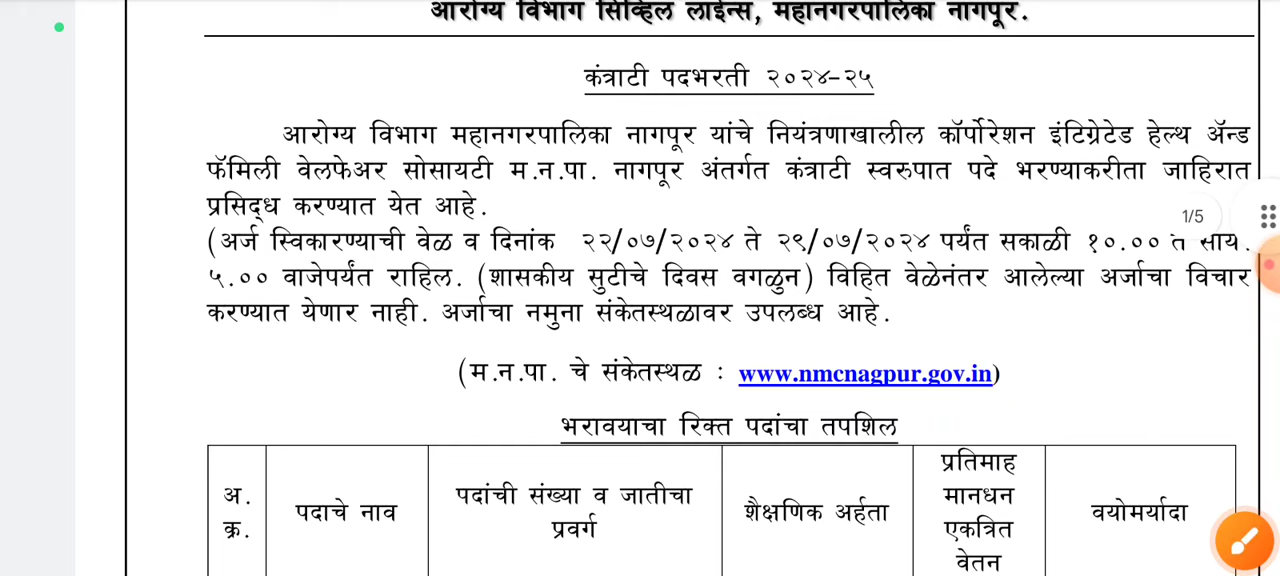 आरोग्य विभाग सिव्हिल लाईन्स, महानगरपालिका नागपूर.
कंत्राटी पदभरती २०२४-२५
आरोग्य विभाग महानगरपालिका नागपूर यांचे नियंत्रणाखालील कॉर्पोरेशन इंटिग्रेटेड हेल्थ ॲन्ड
फॅमिली वेलफेअर सोसायटी म.न.पा. नागपूर अंतर्गत कंत्राटी स्वरुपात पदे भरण्याकरीता जाहिरात
प्रसिद्ध करण्यात येत आहे.
1/5
(अर्ज स्विकारण्याची वेळ व दिनांक २२/०७/२०२४ ते २९/०७/२०२४ पर्यंत सकाळी १०.०० ते साय.
५.०० वाजेपर्यंत राहिल. (शासकीय सुटीचे दिवस वगळुन) विहित वेळेनंतर आलेल्या अर्जाचा विचार
करण्यात येणार नाही. अर्जाचा नमुना संकेतस्थळावर उपलब्ध आहे.
(म.न.पा. चे संकेतस्थळ : www.nmcnagpur.gov.in)
भरावयाचा रिक्त पदांचा तपशिल
अ.
क्र.
पदाचे नाव
पदांची संख्या व जातीचा
प्रवर्ग
शैक्षणिक अर्हता
प्रतिमाह
मानधन
एकत्रित
वेतन
वयोमर्यादा